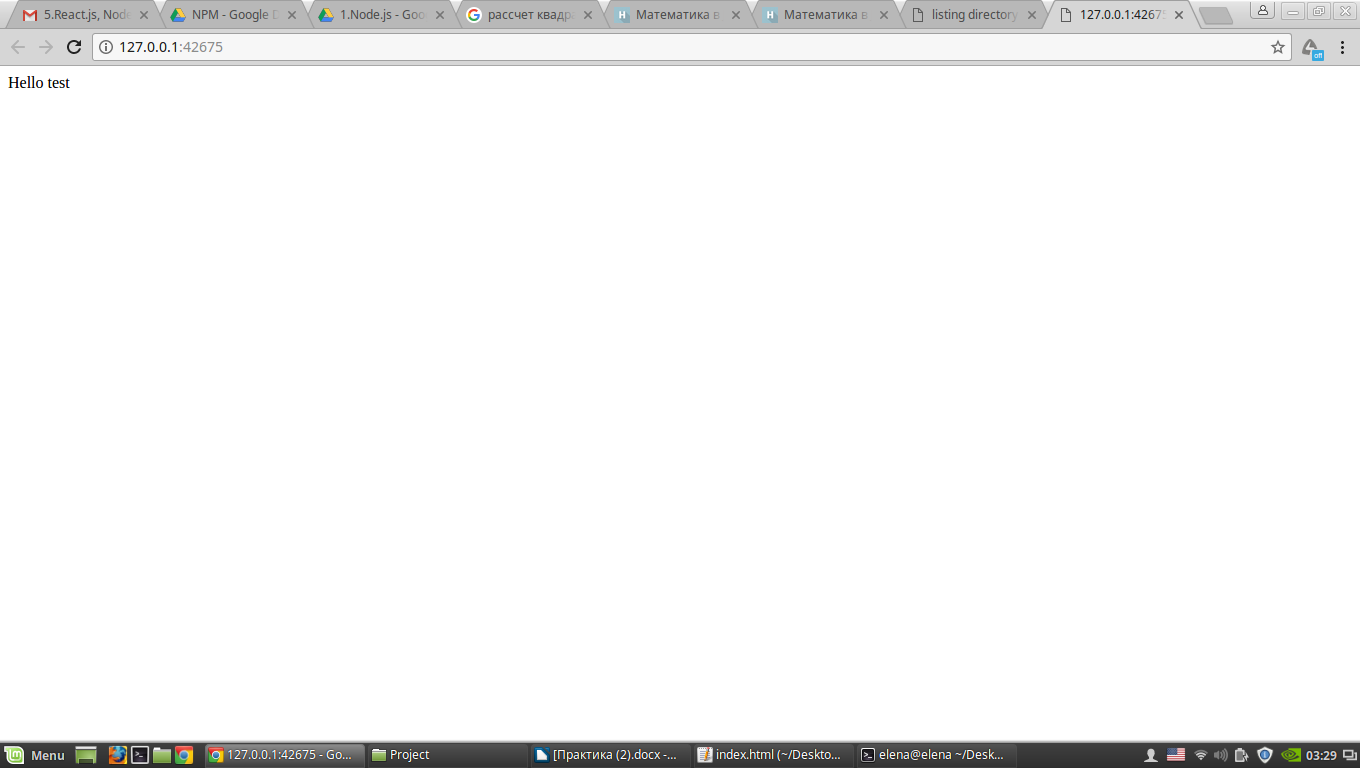 5.React.js, Node
NPM - Google D
1.Node.js - Goo
рассчет квадр
Математика в
Математика в
listing directory
127.0.0.1:42675
127.0.0.1:42675
off
Hello test
Menu
127.0.0.1:42675 - Go...
Project
[Практика (2).docx -...
index.html (~/Deskto...
elena@elena ~/Desk...
03:29